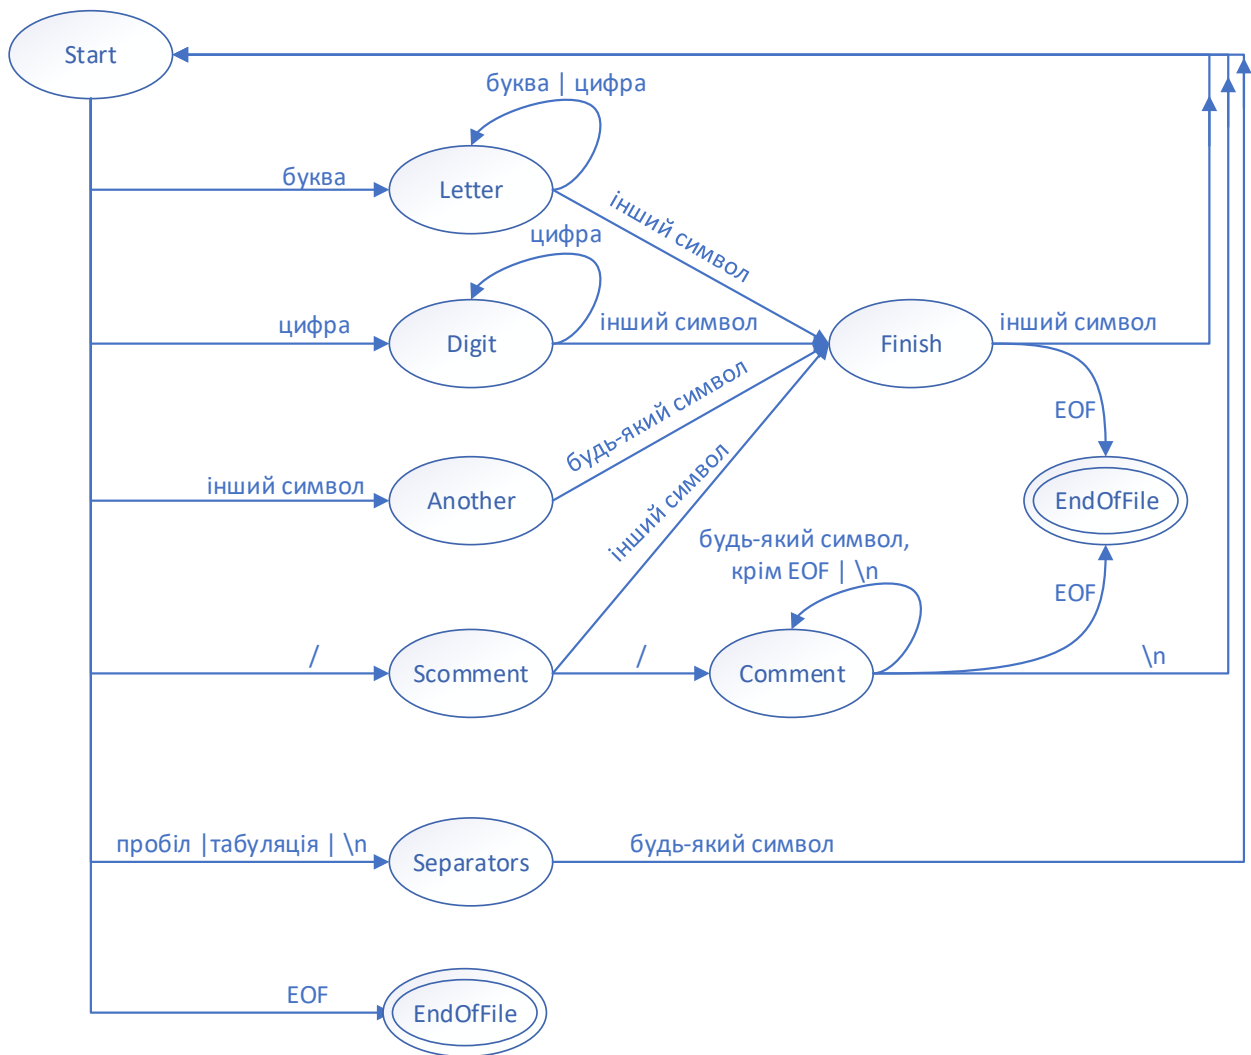 Start
буква | цифра
буква
Letter
інший символ
цифра
цифра
Digit
інший символ
Finish
інший символ
EOF
будь-який символ
інший символ
Another
EndOfFile
інший символ
будь-який символ,
крім EOF | \n
EOF
/
Scomment
/
Comment
\n
пробіл |табуляція | \n
Separators
будь-який символ
EOF
EndOfFile